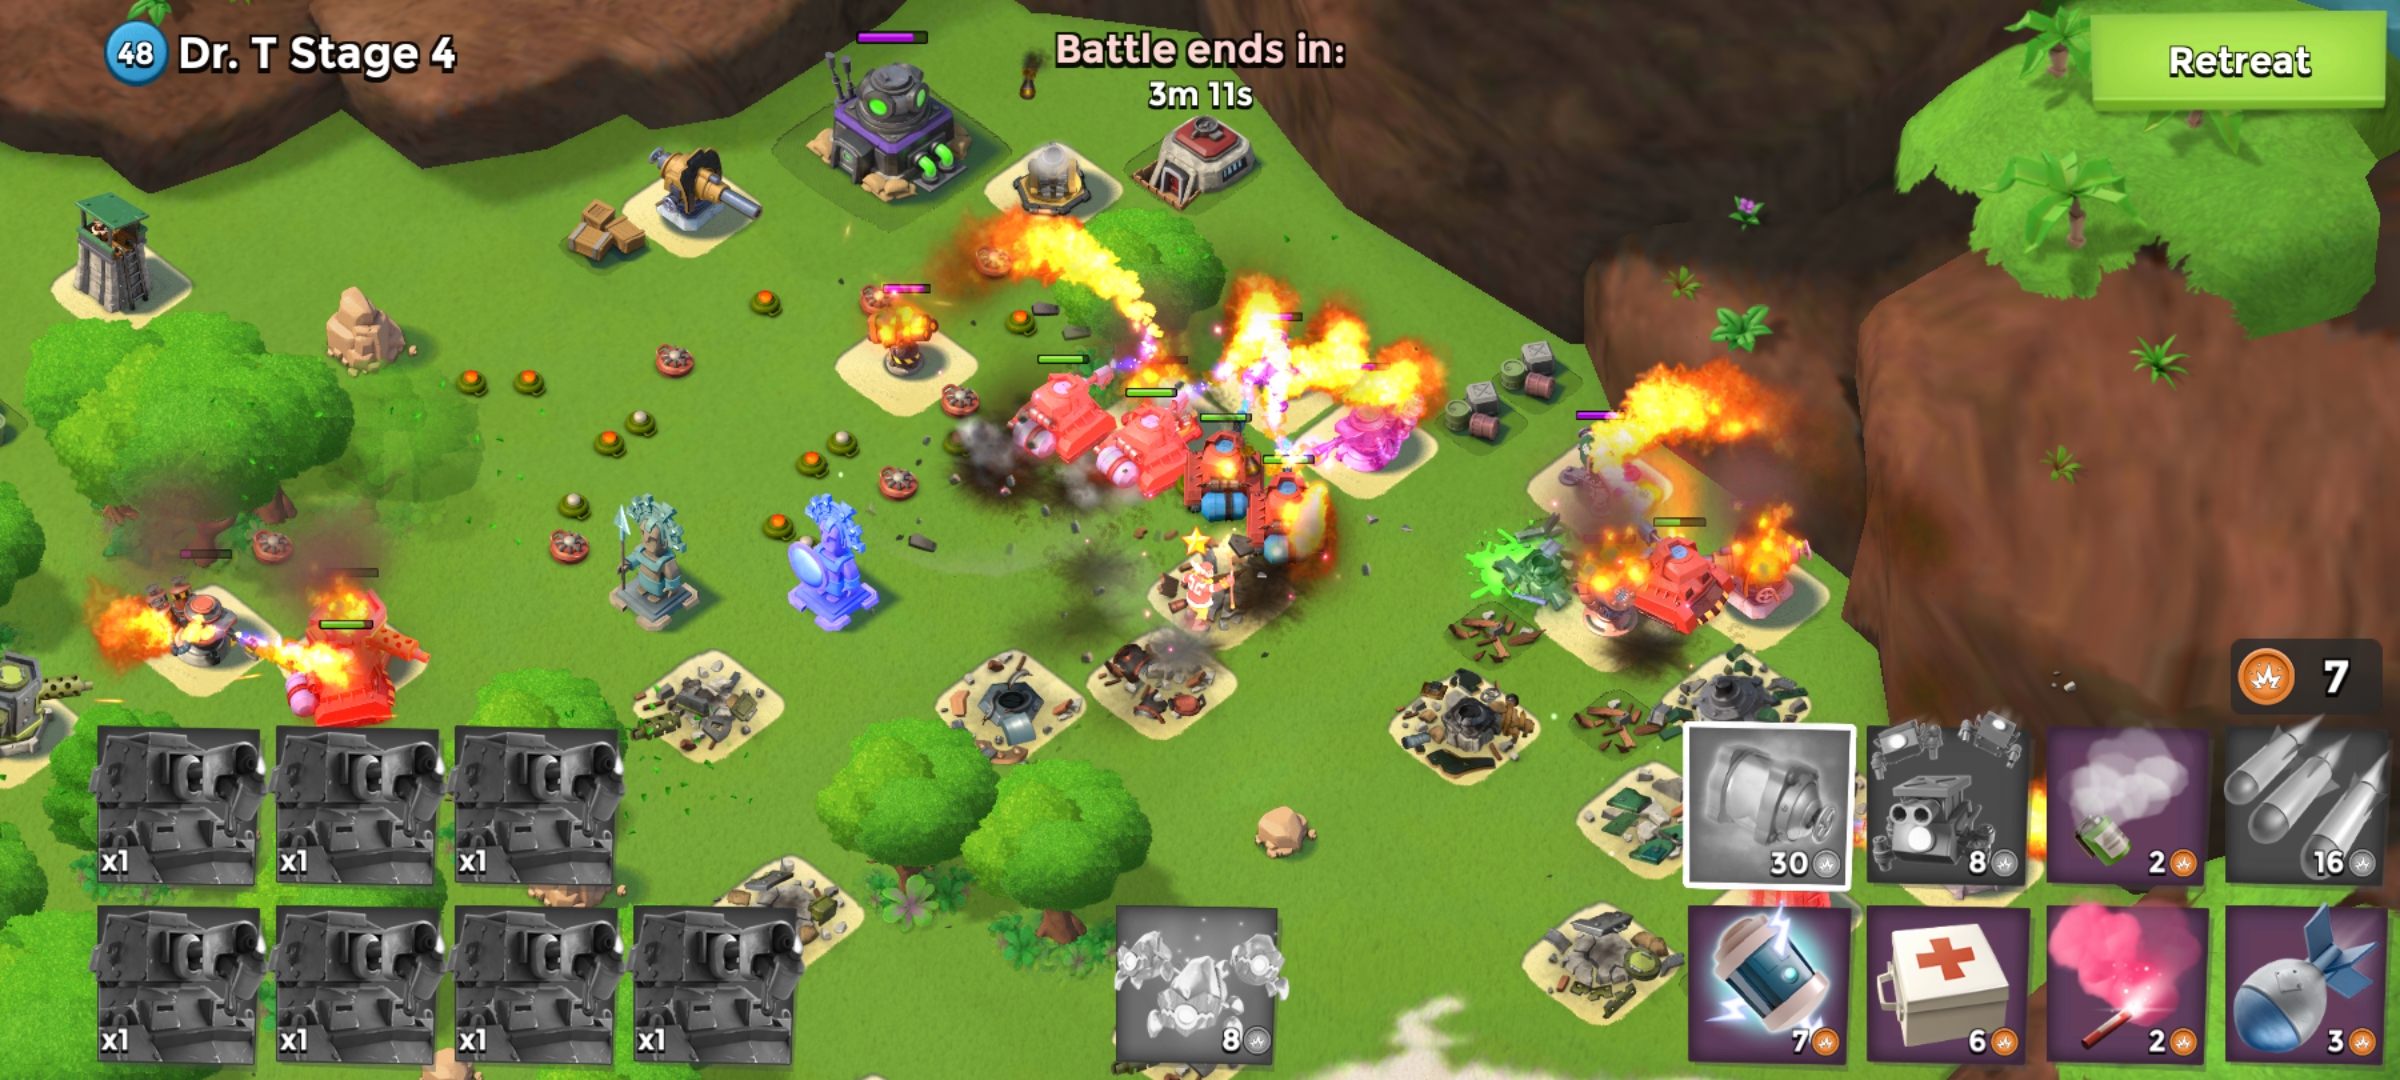 48 Dr. T Stage 4
Battle ends in:
3m 11s
Retreat
7
x1 x1 x1
30 8 2 16
x1 x1 x1 x1
8
7 6 2 3